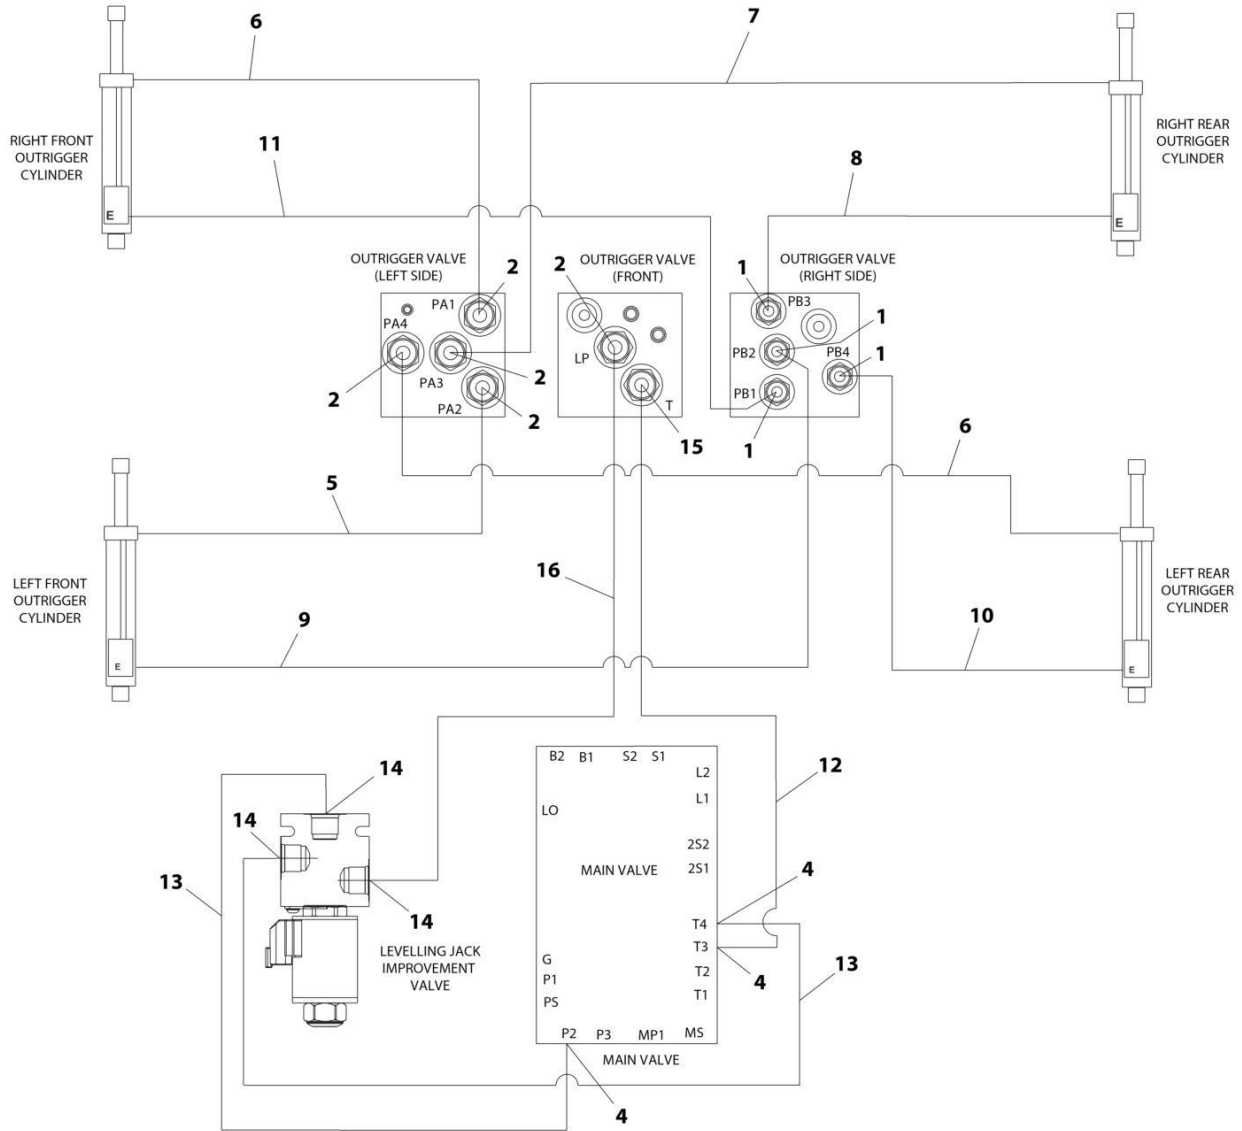 6
7
RIGHT FRONT
OUTRIGGER
CYLINDER
11
E
8
RIGHT REAR
OUTRIGGER
CYLINDER
E
OUTRIGGER VALVE
(LEFT SIDE)
2
PA1
PA4
PA3
2
2
PA2
2
OUTRIGGER VALVE
(FRONT)
2
LP
T
15
OUTRIGGER VALVE
(RIGHT SIDE)
1
PB3
1
PB2
PB4
1
PB1
1
6
5
LEFT FRONT
OUTRIGGER
CYLINDER
E
9
16
LEFT REAR
OUTRIGGER
CYLINDER
E
10
14
14
13
14
LEVELLING JACK
IMPROVEMENT
VALVE
B2
B1
S2
S1
L2
L1
LO
2S2
2S1
MAIN VALVE
12
4
T4
T3
4
T2
T1
13
G
P1
PS
P2
P3
MP1
MS
MAIN VALVE
4